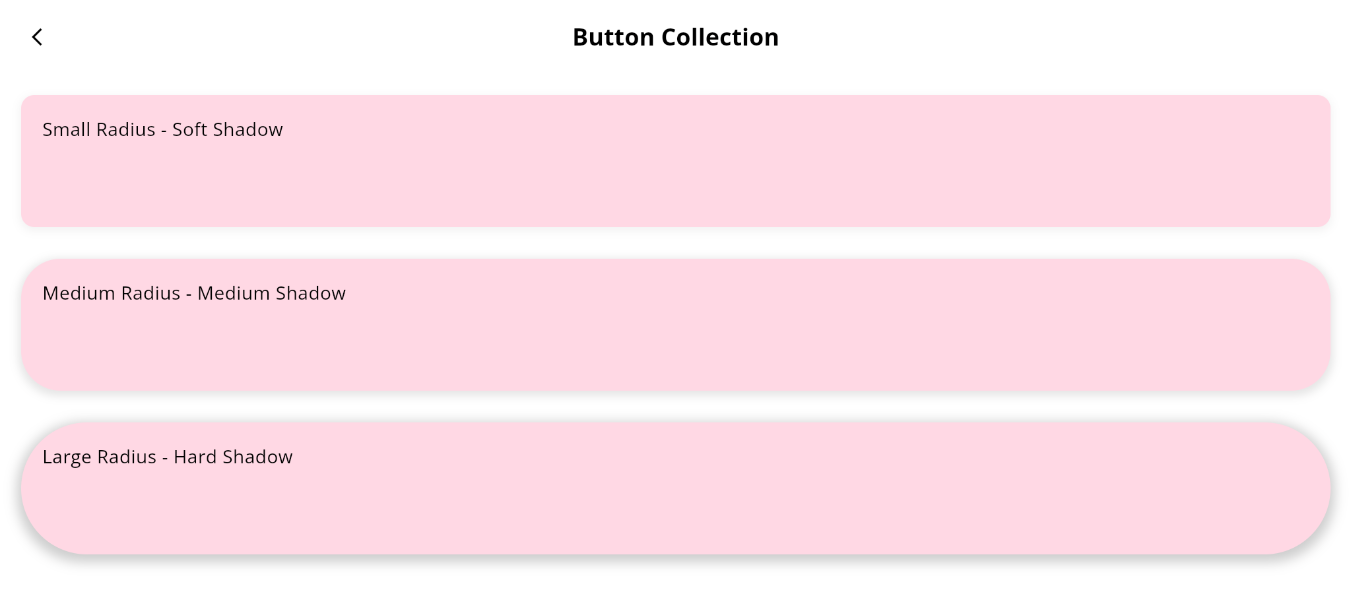 Button Collection
Small Radius - Soft Shadow
Medium Radius - Medium Shadow
Large Radius - Hard Shadow